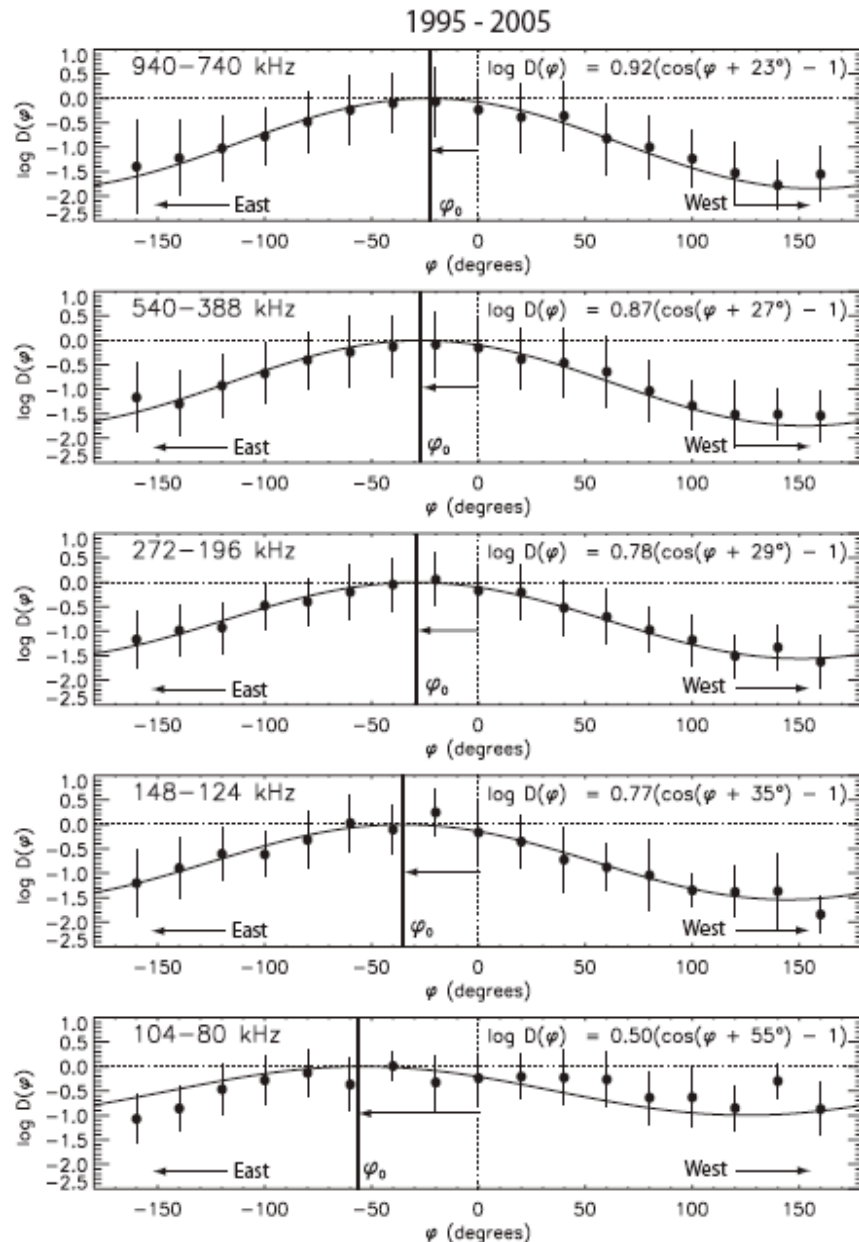 1995 - 2005
940-740 kHz
log D(φ) = 0.92(cos(φ + 23°) - 1)
1.0
0.5
0.0
-0.5
-1.0
-1.5
-2.0
-2.5
log D(φ)
East
φ₀
West
-150 -100 -50 0 50 100 150
φ (degrees)
540-388 kHz
log D(φ) = 0.87(cos(φ + 27°) - 1)
1.0
0.5
0.0
-0.5
-1.0
-1.5
-2.0
-2.5
log D(φ)
East
φ₀
West
-150 -100 -50 0 50 100 150
φ (degrees)
272-196 kHz
log D(φ) = 0.78(cos(φ + 29°) - 1)
1.0
0.5
0.0
-0.5
-1.0
-1.5
-2.0
-2.5
log D(φ)
East
φ₀
West
-150 -100 -50 0 50 100 150
φ (degrees)
148-124 kHz
log D(φ) = 0.77(cos(φ + 35°) - 1)
1.0
0.5
0.0
-0.5
-1.0
-1.5
-2.0
-2.5
log D(φ)
East
φ₀
West
-150 -100 -50 0 50 100 150
φ (degrees)
104-80 kHz
log D(φ) = 0.50(cos(φ + 55°) - 1)
1.0
0.5
0.0
-0.5
-1.0
-1.5
-2.0
-2.5
log D(φ)
East
φ₀
West
-150 -100 -50 0 50 100 150
φ (degrees)